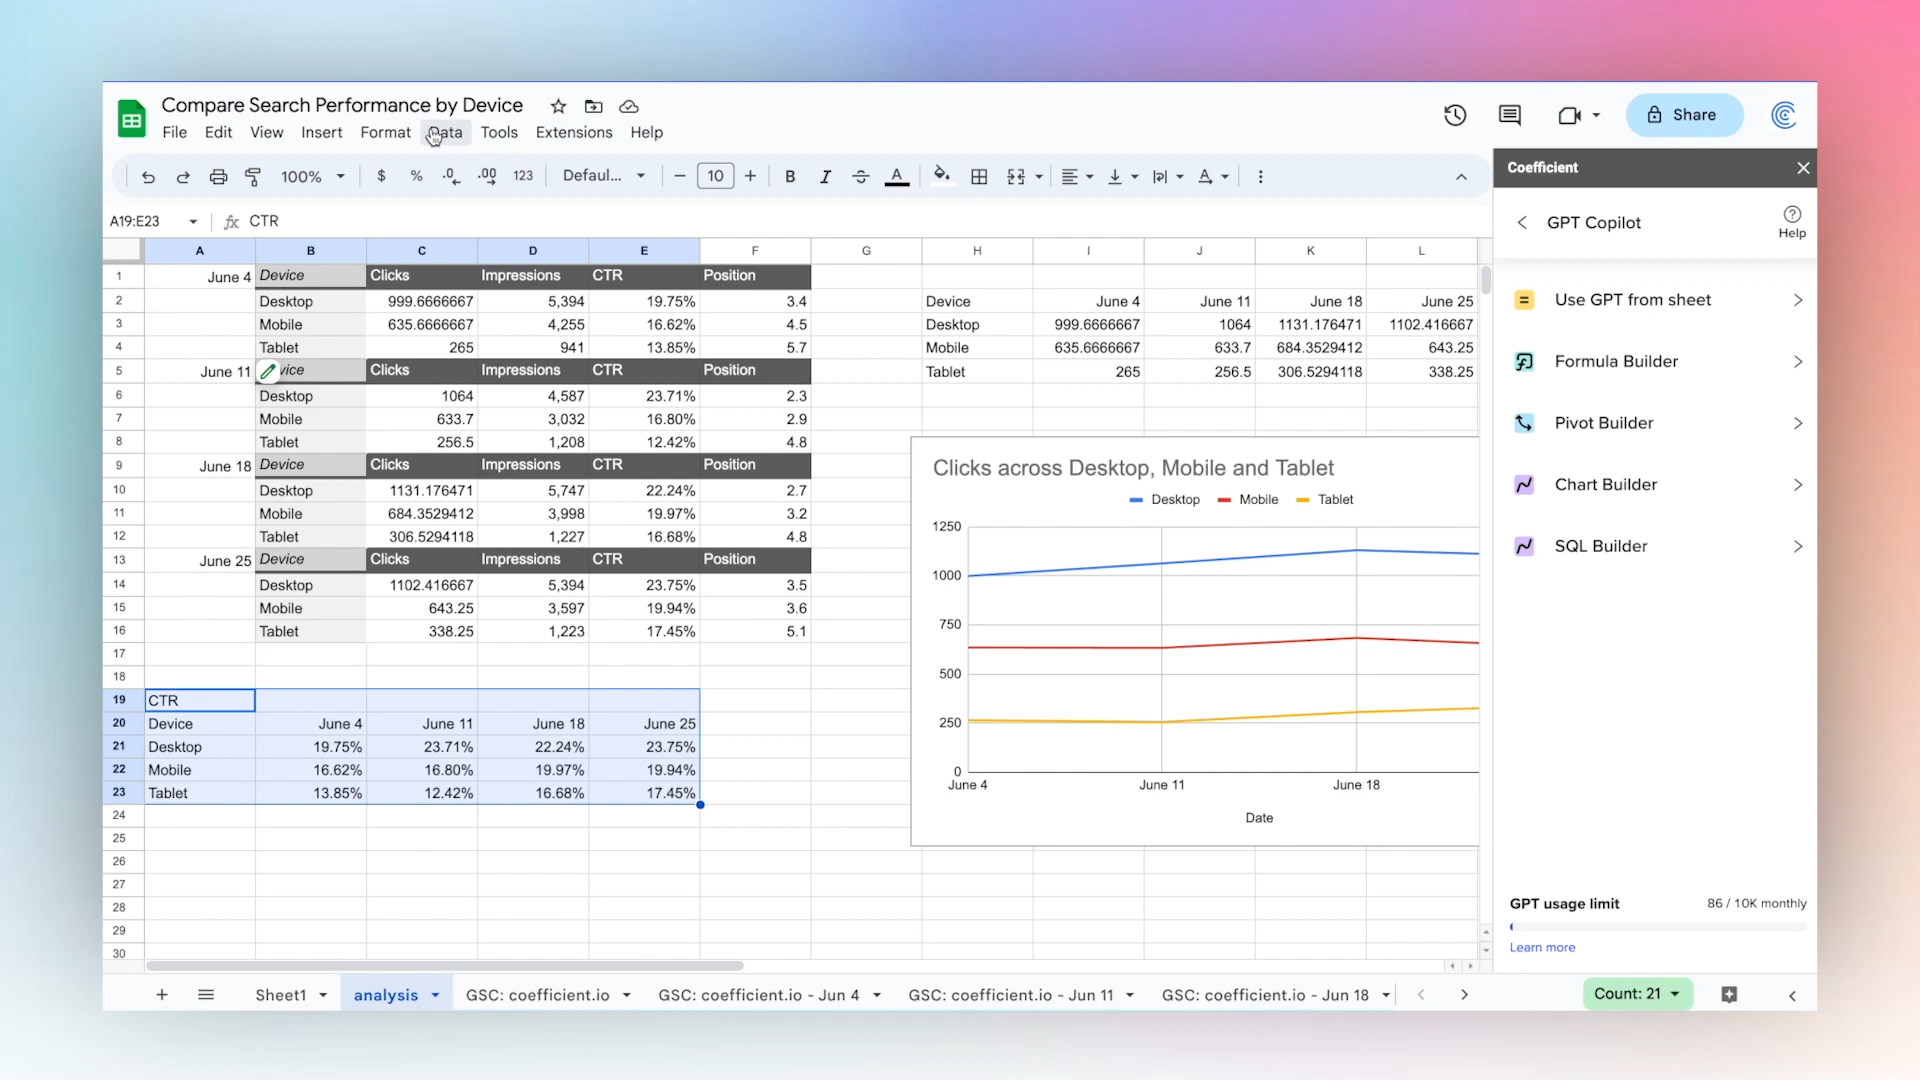 Compare Search Performance by Device
File Edit View Insert Format Data Tools Extensions Help
Share
100% $ % .0 .00 123 Defaul... − 10 + B I A
A19:E23 fx CTR
A B C D E F G H I J K L
1 June 4 Device Clicks Impressions CTR Position
2 Desktop 999.6666667 5,394 19.75% 3.4 Device June 4 June 11 June 18 June 25
3 Mobile 635.6666667 4,255 16.62% 4.5 Desktop 999.6666667 1064 1131.176471 1102.416667
4 Tablet 265 941 13.85% 5.7 Mobile 635.6666667 633.7 684.3529412 643.25
5 June 11 vice Clicks Impressions CTR Position Tablet 265 256.5 306.5294118 338.25
6 Desktop 1064 4,587 23.71% 2.3
7 Mobile 633.7 3,032 16.80% 2.9
8 Tablet 256.5 1,208 12.42% 4.8
9 June 18 Device Clicks Impressions CTR Position
10 Desktop 1131.176471 5,747 22.24% 2.7
11 Mobile 684.3529412 3,998 19.97% 3.2
12 Tablet 306.5294118 1,227 16.68% 4.8
13 June 25 Device Clicks Impressions CTR Position
14 Desktop 1102.416667 5,394 23.75% 3.5
15 Mobile 643.25 3,597 19.94% 3.6
16 Tablet 338.25 1,223 17.45% 5.1
17
18
19 CTR
20 Device June 4 June 11 June 18 June 25
21 Desktop 19.75% 23.71% 22.24% 23.75%
22 Mobile 16.62% 16.80% 19.97% 19.94%
23 Tablet 13.85% 12.42% 16.68% 17.45%
24
25
26
27
28
29
30
Clicks across Desktop, Mobile and Tablet
Desktop Mobile Tablet
1250
1000
750
500
250
0
June 4 June 11 June 18
Date
Coefficient
GPT Copilot
Help
Use GPT from sheet
Formula Builder
Pivot Builder
Chart Builder
SQL Builder
GPT usage limit 86 / 10K monthly
Learn more
Sheet1 analysis GSC: coefficient.io GSC: coefficient.io - Jun 4 GSC: coefficient.io - Jun 11 GSC: coefficient.io - Jun 18 Count: 21